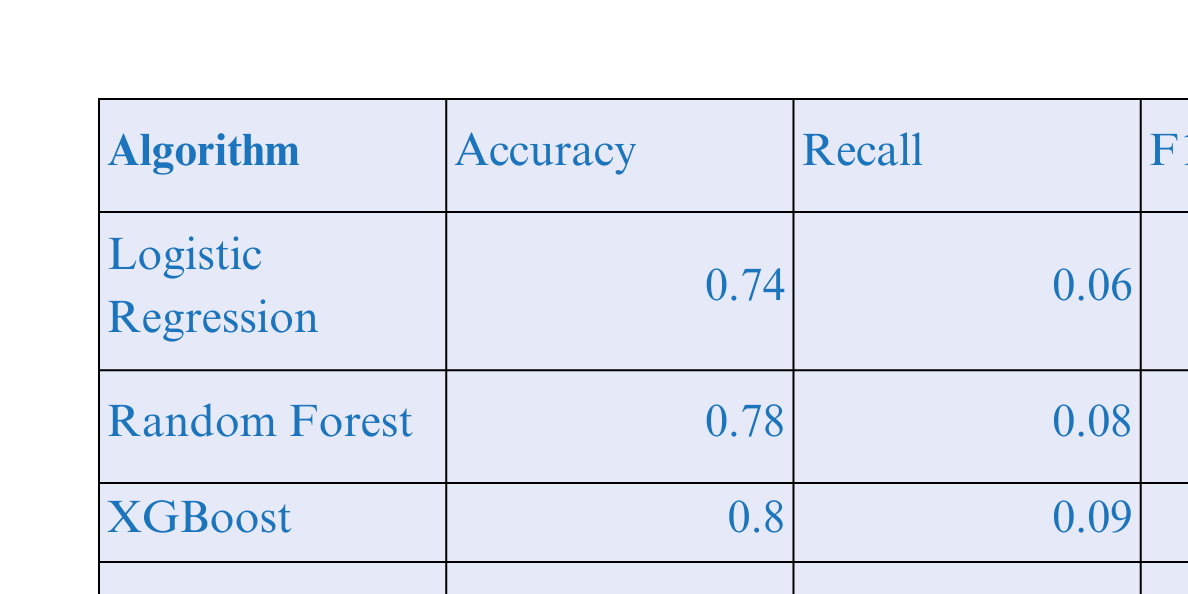 Algorithm Accuracy Recall
Logistic
Regression 0.74 0.06
Random Forest 0.78 0.08
XGBoost 0.8 0.09